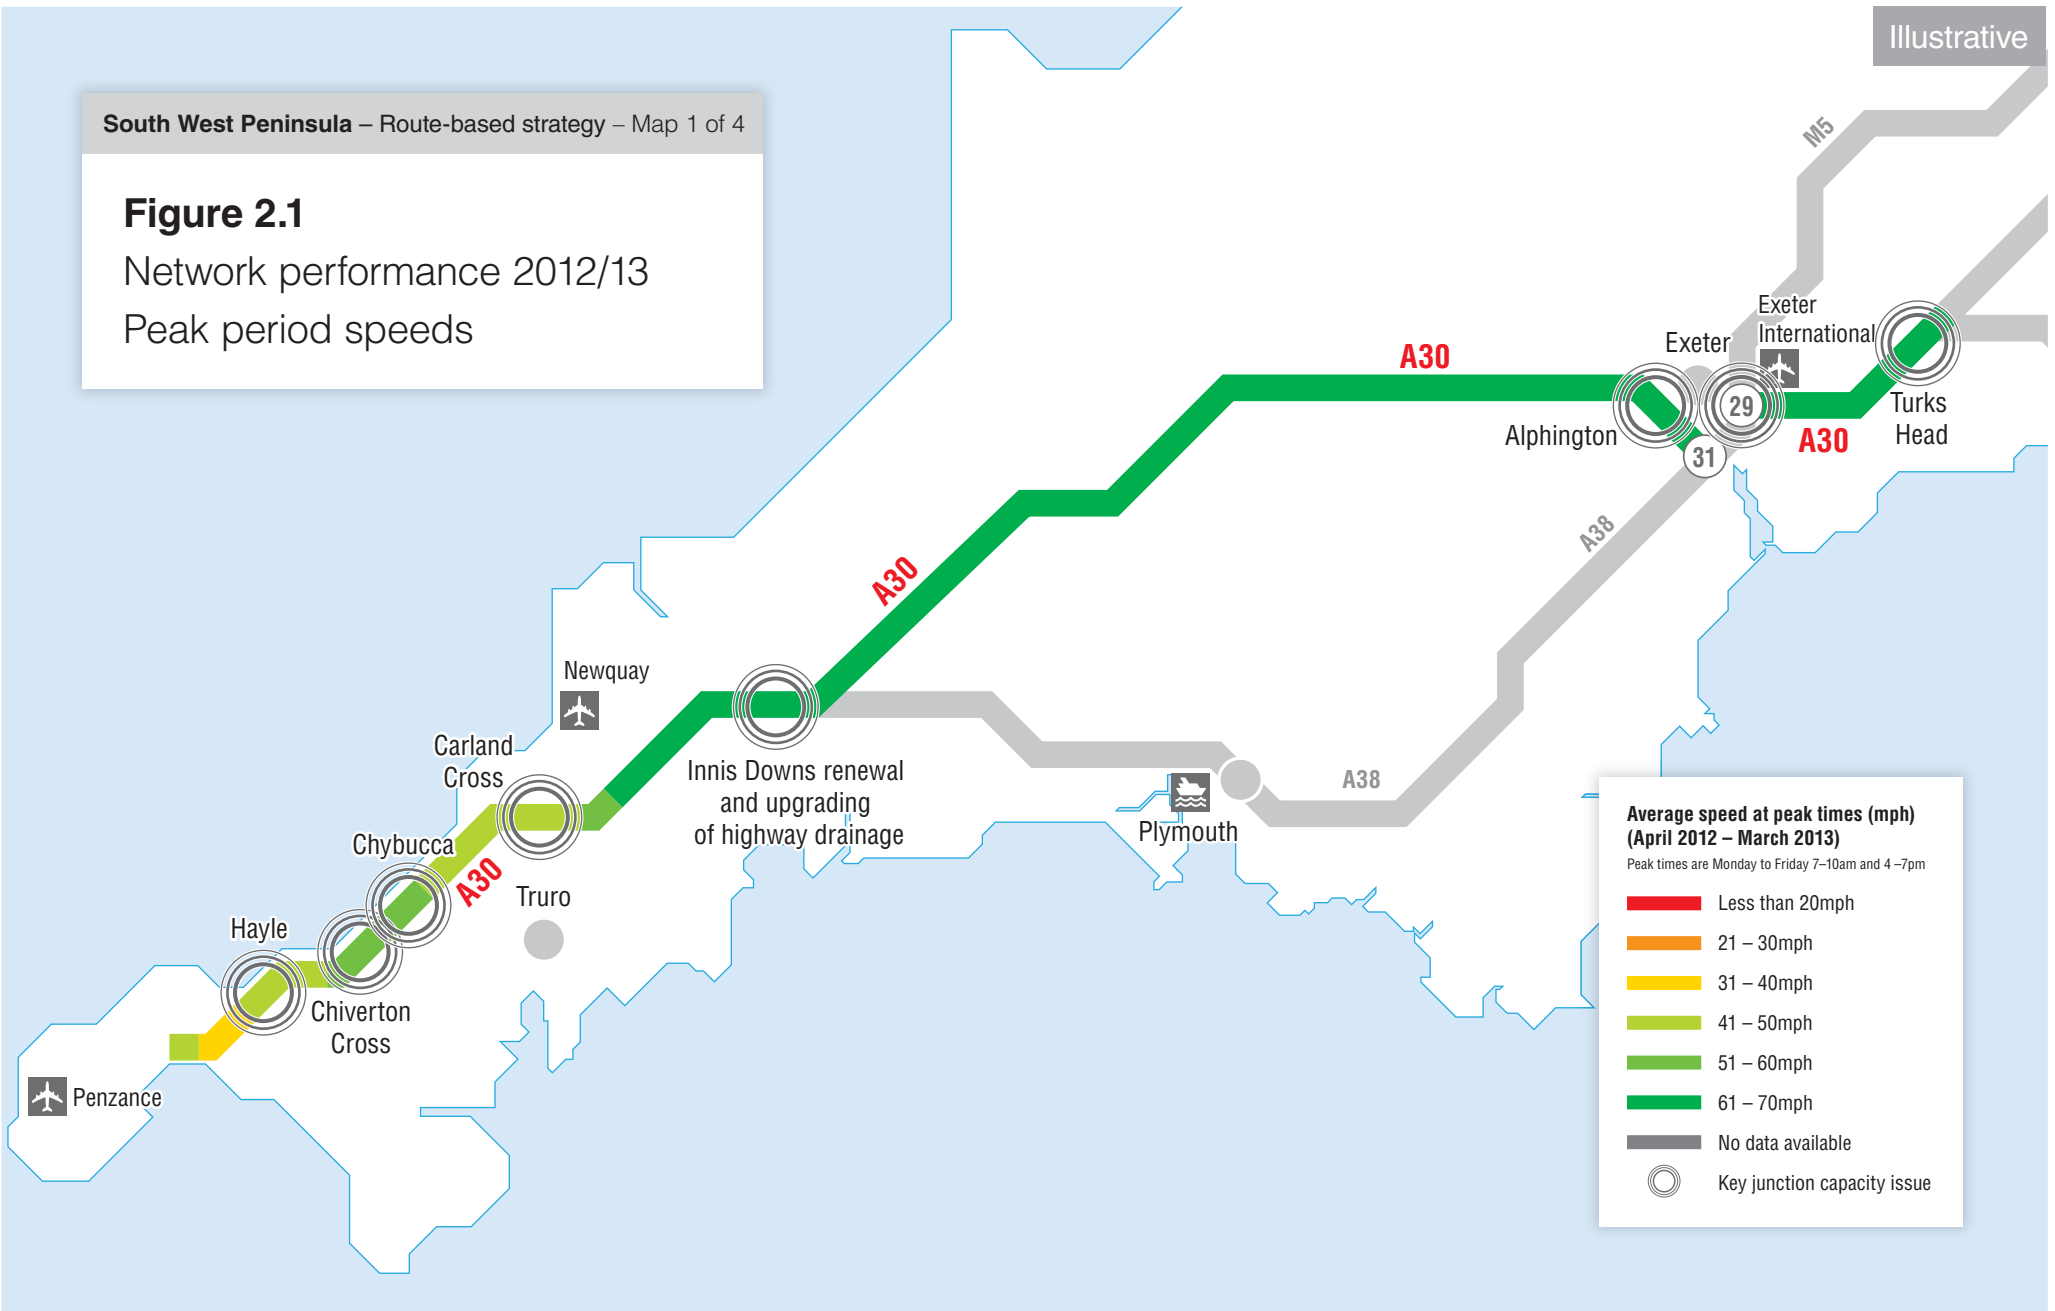 Illustrative
South West Peninsula – Route-based strategy – Map 1 of 4
Figure 2.1
Network performance 2012/13
Peak period speeds
M5
Exeter
International
Exeter
A30
29
Turks
Head
Alphington
A30
31
A38
A30
Newquay
Carland
Cross
Innis Downs renewal
and upgrading
of highway drainage
A38
Plymouth
Chybucca
A30
Truro
Hayle
Chiverton
Cross
Penzance
Average speed at peak times (mph)
(April 2012 – March 2013)
Peak times are Monday to Friday 7–10am and 4 –7pm
Less than 20mph
21 – 30mph
31 – 40mph
41 – 50mph
51 – 60mph
61 – 70mph
No data available
Key junction capacity issue